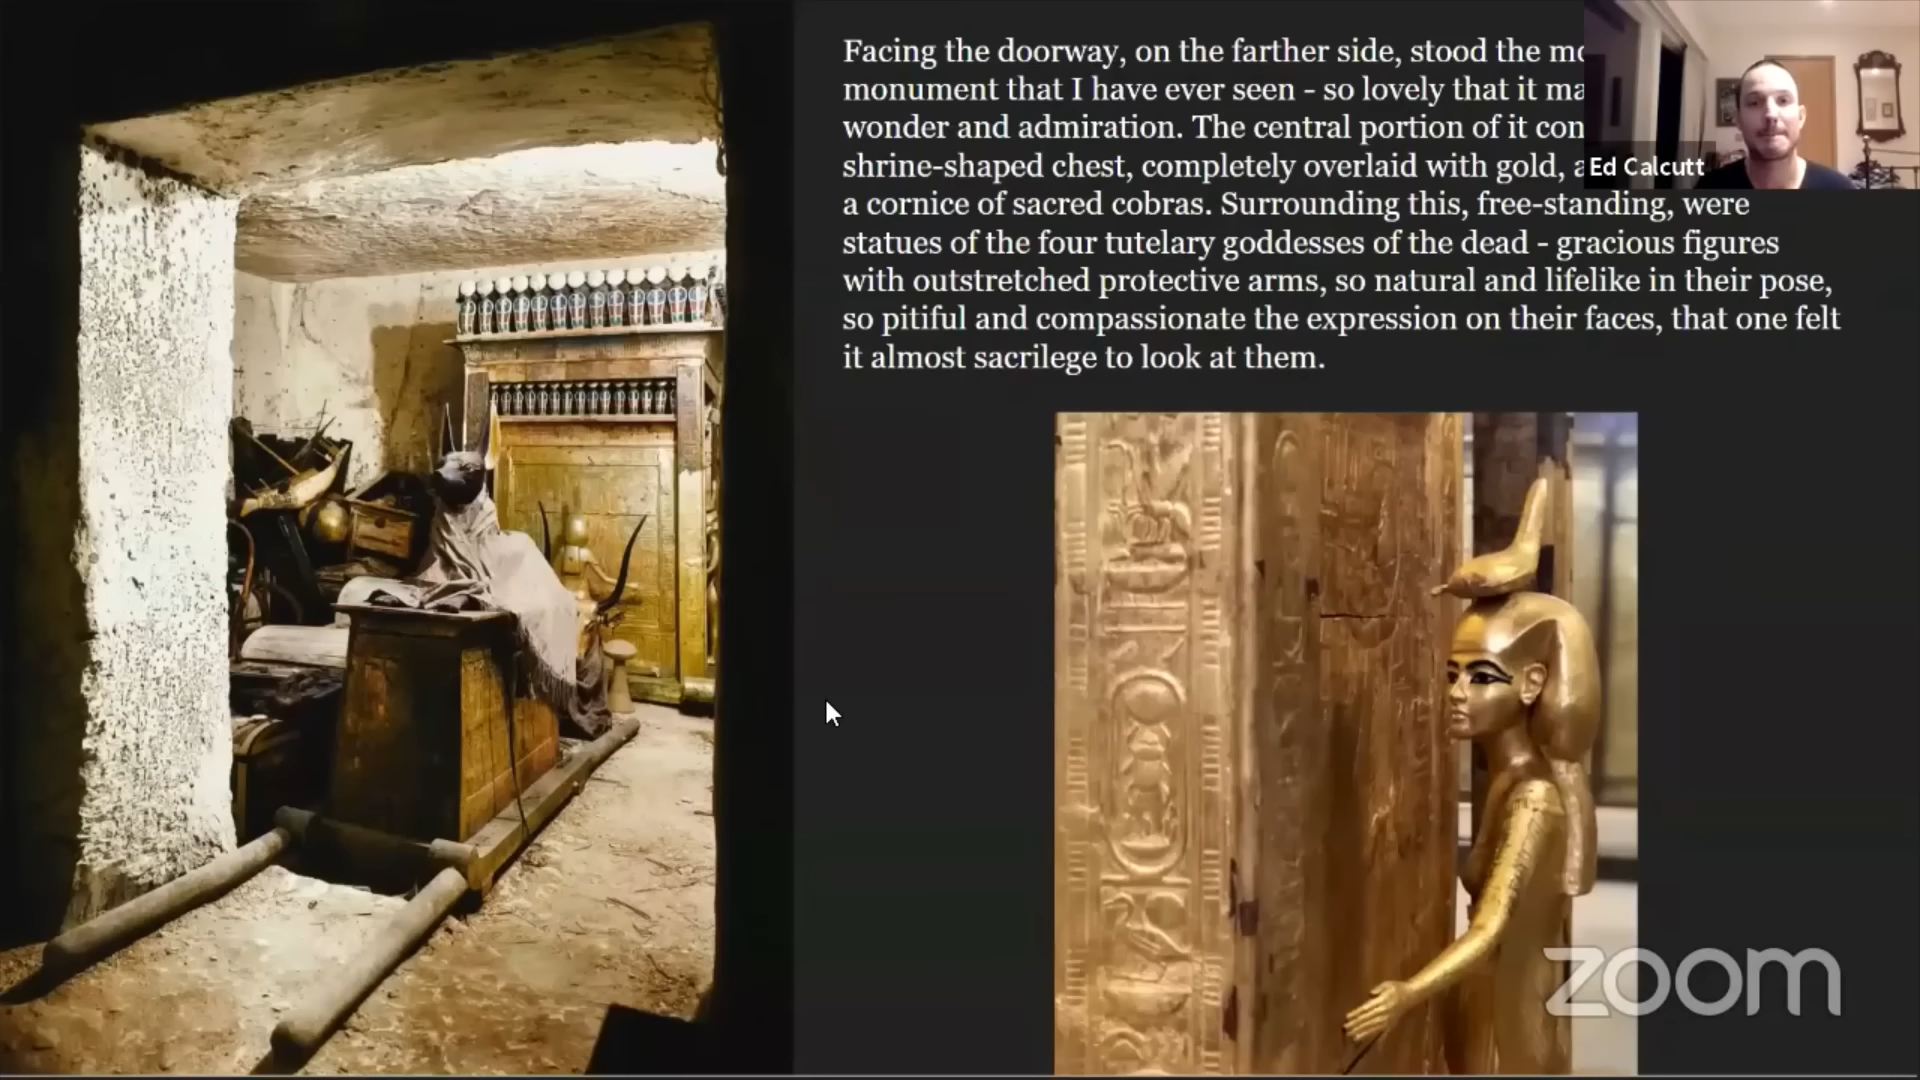 Facing the doorway, on the farther side, stood the
monument that I have ever seen - so lovely that it
wonder and admiration. The central portion of it
shrine-shaped chest, completely overlaid with gold,
a cornice of sacred cobras. Surrounding this, free-standing, were
statues of the four tutelary goddesses of the dead - gracious figures
with outstretched protective arms, so natural and lifelike in their pose,
so pitiful and compassionate the expression on their faces, that one felt
it almost sacrilege to look at them.
Ed Calcutt
zoom